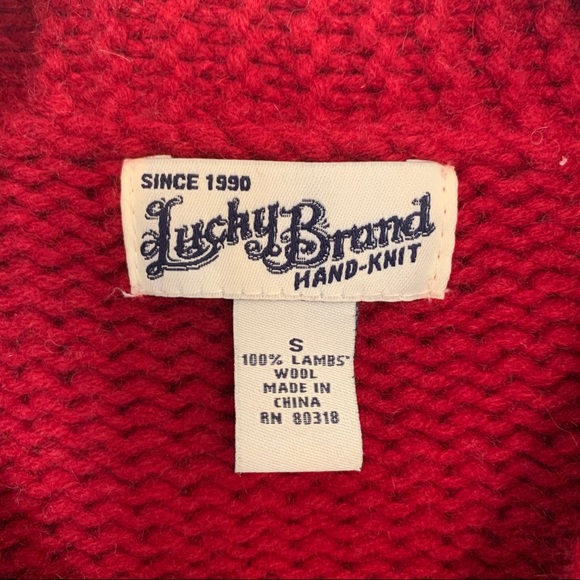 SINCE 1990
Lucky Brand
HAND-KNIT
S
100% LAMBS'
WOOL
MADE IN
CHINA
RN 80318